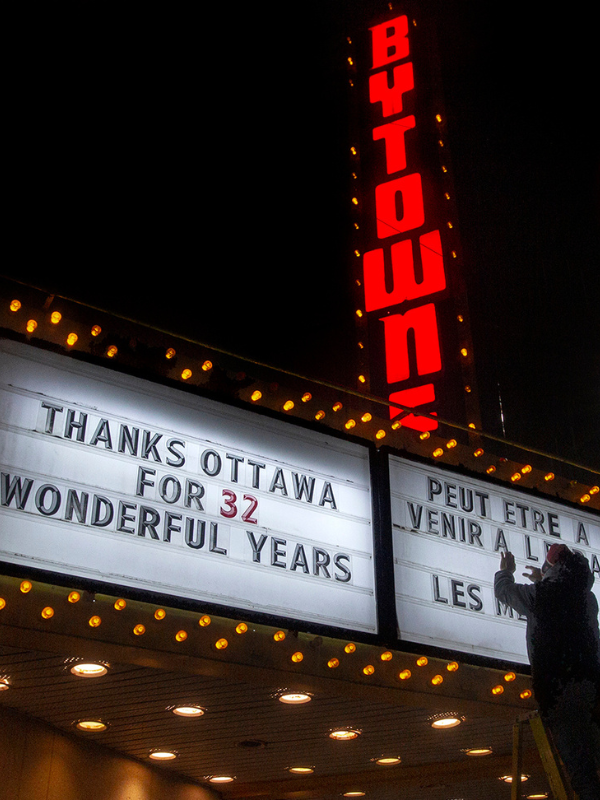 BYTOWNE
THANKS OTTAWA
FOR 32
WONDERFUL YEARS
PEUT ETRE A
VENIR A
LES